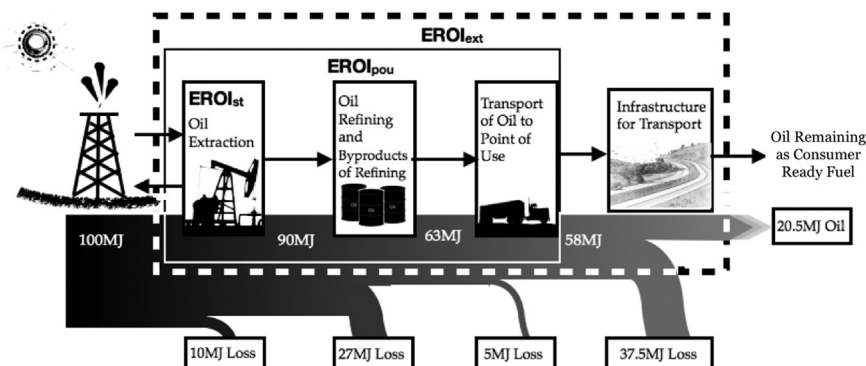 EROIext
EROIpou
EROIst
Oil
Extraction
Oil
Refining
and
Byproducts
of Refining
Transport
of Oil to
Point of
Use
Infrastructure
for Transport
Oil Remaining
as Consumer
Ready Fuel
100MJ
90MJ
63MJ
58MJ
20.5MJ Oil
10MJ Loss
27MJ Loss
5MJ Loss
37.5MJ Loss